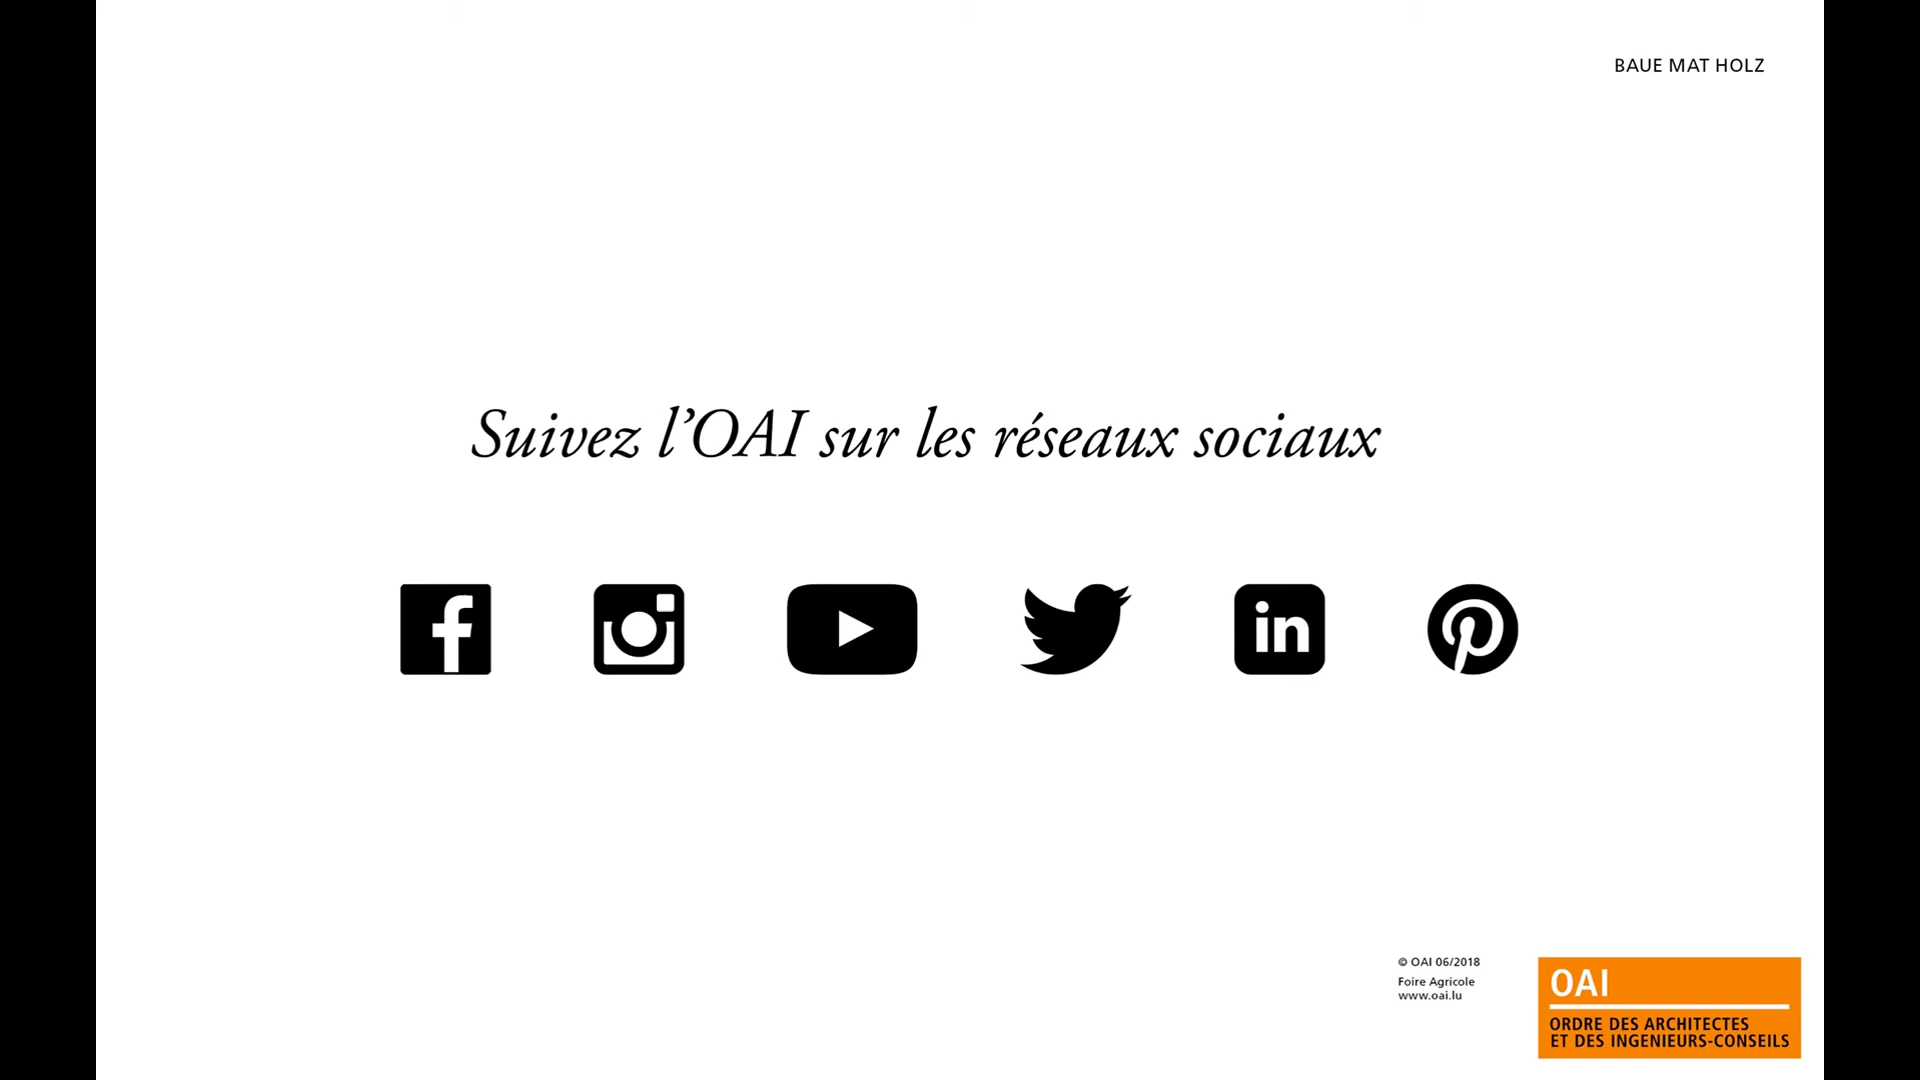 BAUE MAT HOLZ
Suivez l’OAI sur les réseaux sociaux
f
in
© OAI 06/2018
Foire Agricole
www.oai.lu
OAI
ORDRE DES ARCHITECTES
ET DES INGENIEURS-CONSEILS